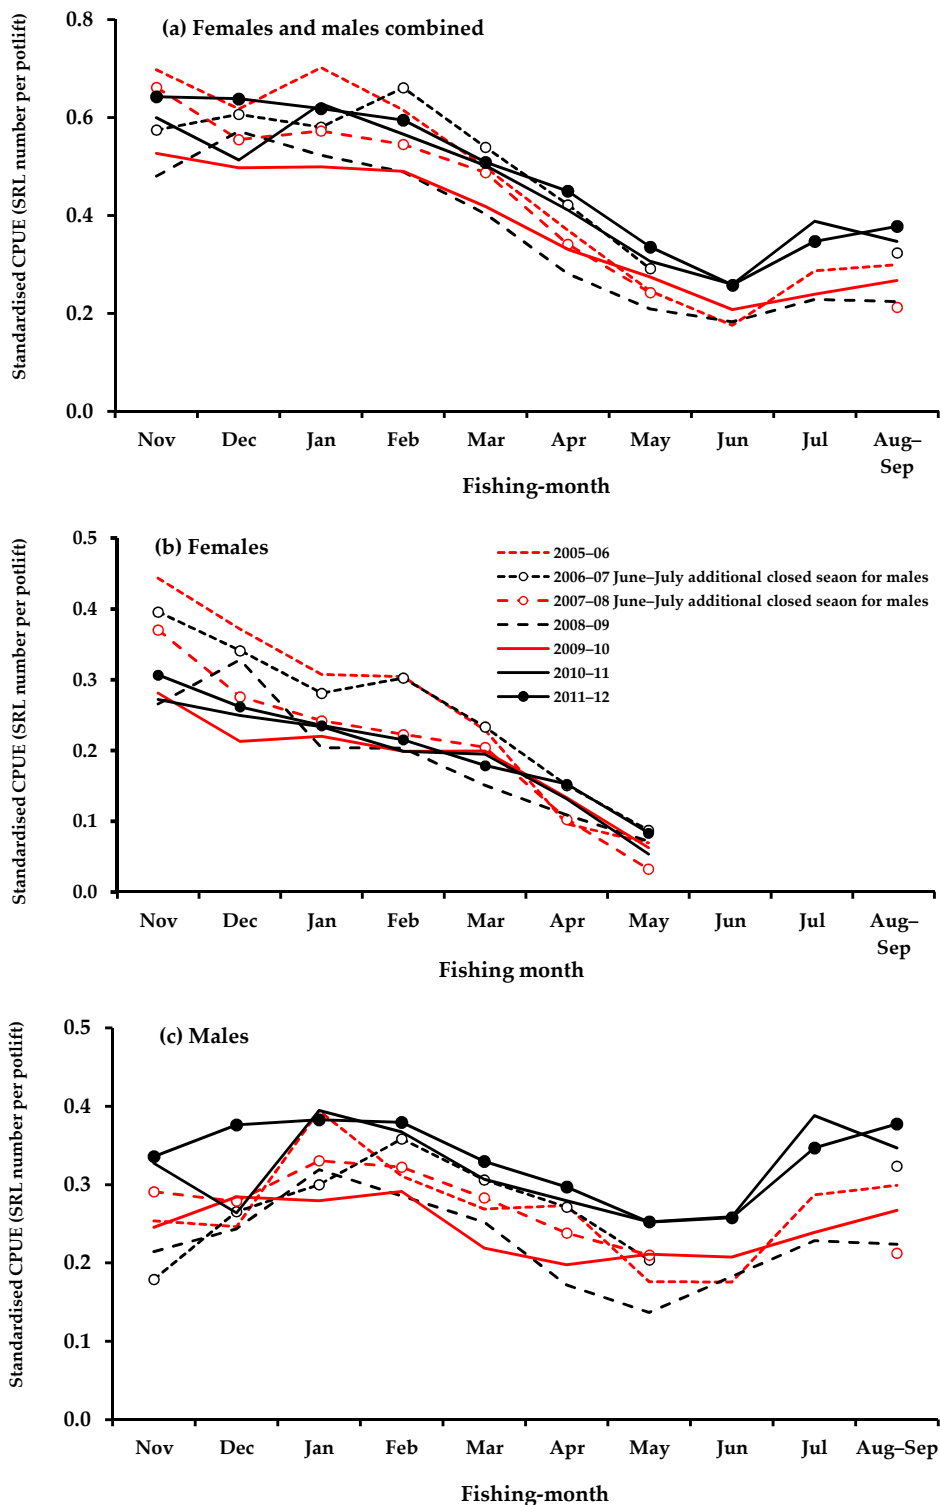 (a) Females and males combined
Standardised CPUE (SRL number per potlift)
0.8
0.6
0.4
0.2
0.0
Nov Dec Jan Feb Mar Apr May Jun Jul Aug–
Sep
Fishing-month
(b) Females
Standardised CPUE (SRL number per potlift)
0.5
0.4
0.3
0.2
0.1
0.0
2005–06
2006–07 June–July additional closed seaon for males
2007–08 June–July additional closed seaon for males
2008–09
2009–10
2010–11
2011–12
Nov Dec Jan Feb Mar Apr May Jun Jul Aug–
Sep
Fishing month
(c) Males
Standardised CPUE (SRL number per potlift)
0.5
0.4
0.3
0.2
0.1
0.0
Nov Dec Jan Feb Mar Apr May Jun Jul Aug–Sep
Fishing-month